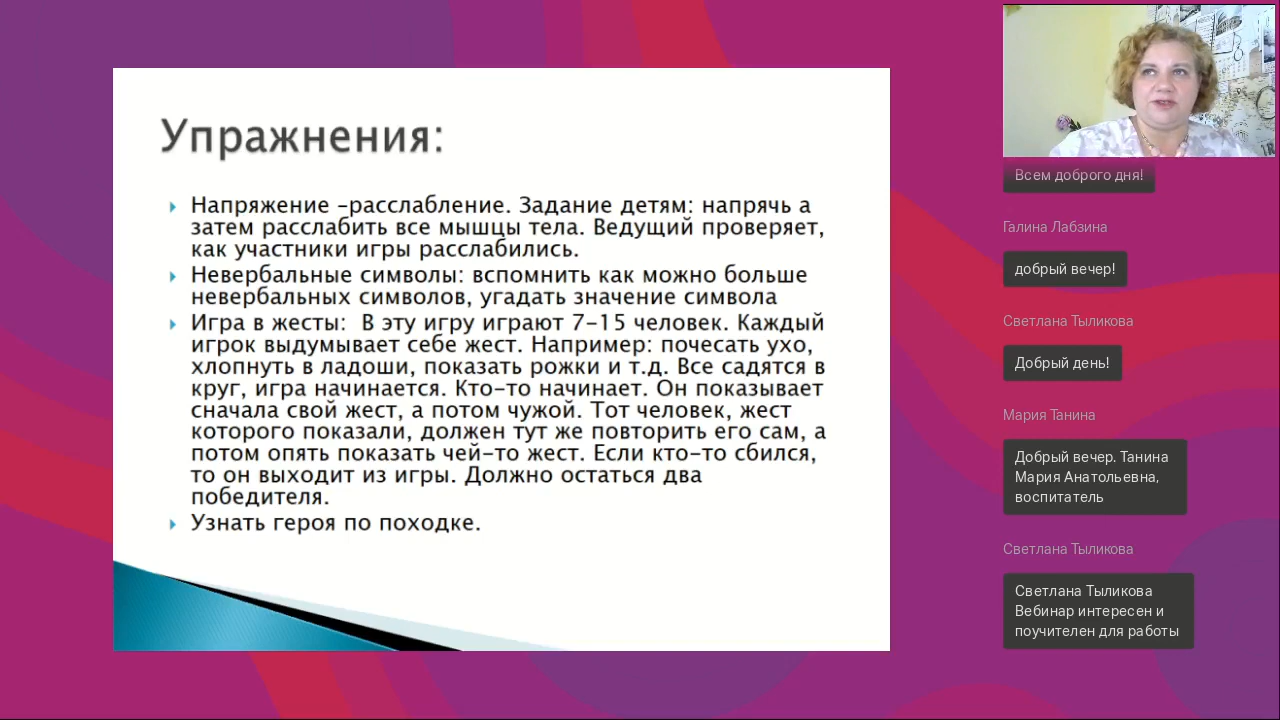 Упражнения:
Напряжение –расслабление. Задание детям: напрячь а
затем расслабить все мышцы тела. Ведущий проверяет,
как участники игры расслабились.
Невербальные символы: вспомнить как можно больше
невербальных символов, угадать значение символа
Игра в жесты:  В эту игру играют 7–15 человек. Каждый
игрок выдумывает себе жест. Например: почесать ухо,
хлопнуть в ладоши, показать рожки и т.д. Все садятся в
круг, игра начинается. Кто–то начинает. Он показывает
сначала свой жест, а потом чужой. Тот человек, жест
которого показали, должен тут же повторить его сам, а
потом опять показать чей–то жест. Если кто–то сбился,
то он выходит из игры. Должно остаться два
победителя.
Узнать героя по походке.
Всем доброго дня!
Галина Лабзина
добрый вечер!
Светлана Тыликова
Добрый день!
Мария Танина
Добрый вечер. Танина
Мария Анатольевна,
воспитатель
Светлана Тыликова
Светлана Тыликова
Вебинар интересен и
поучителен для работы